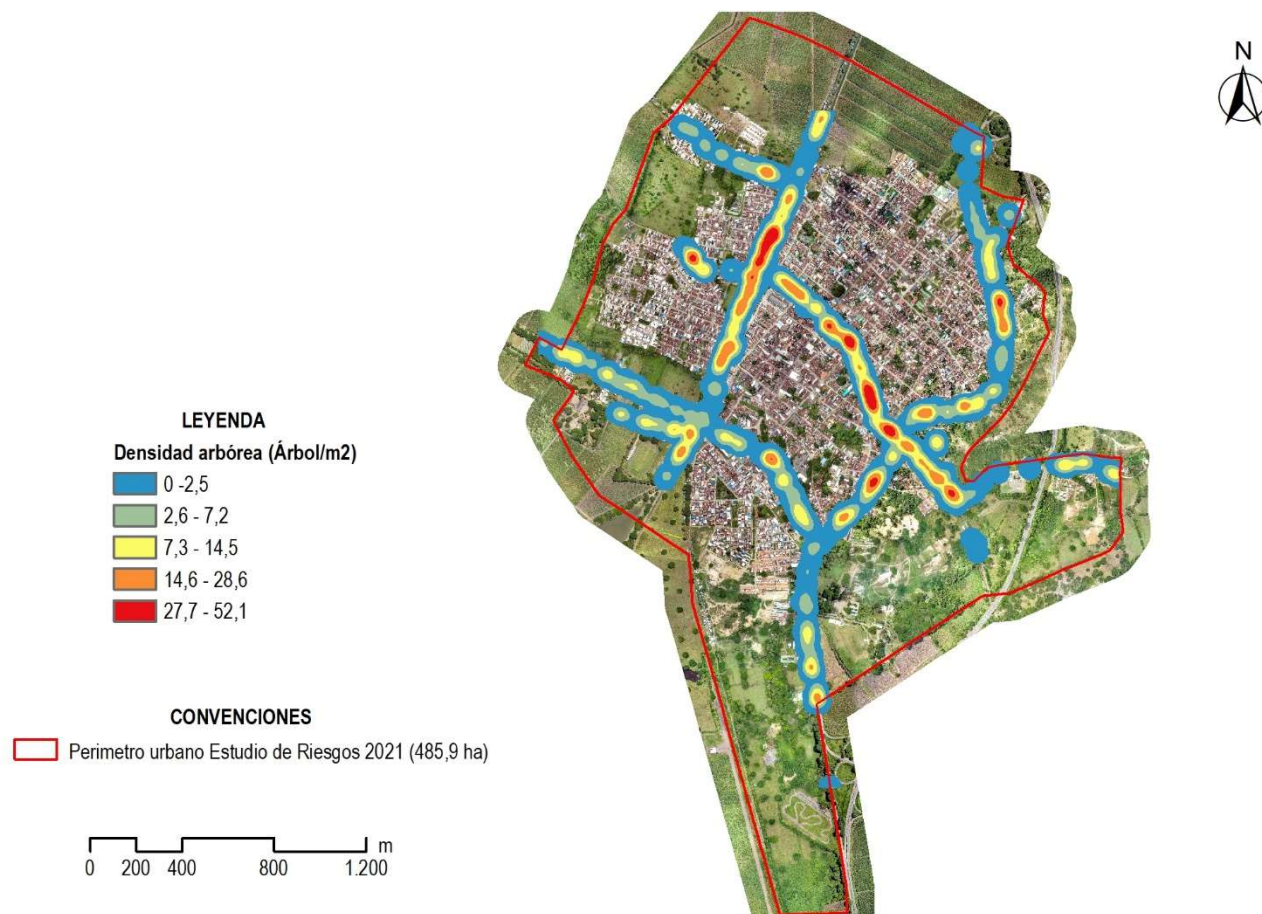 N
LEYENDA
Densidad arbórea (Árbol/m2)
0 -2,5
2,6 - 7,2
7,3 - 14,5
14,6 - 28,6
27,7 - 52,1
CONVENCIONES
Perimetro urbano Estudio de Riesgos 2021 (485,9 ha)
m
0 200 400 800 1.200